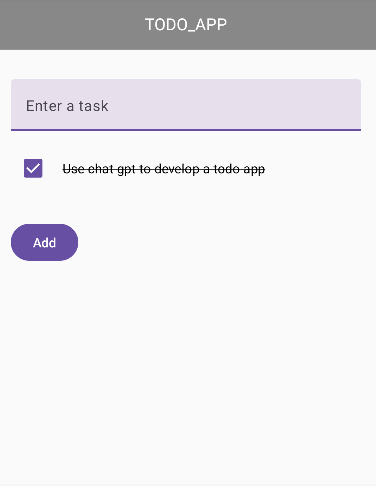 TODO_APP
Enter a task
Use chat gpt to develop a todo app
Add